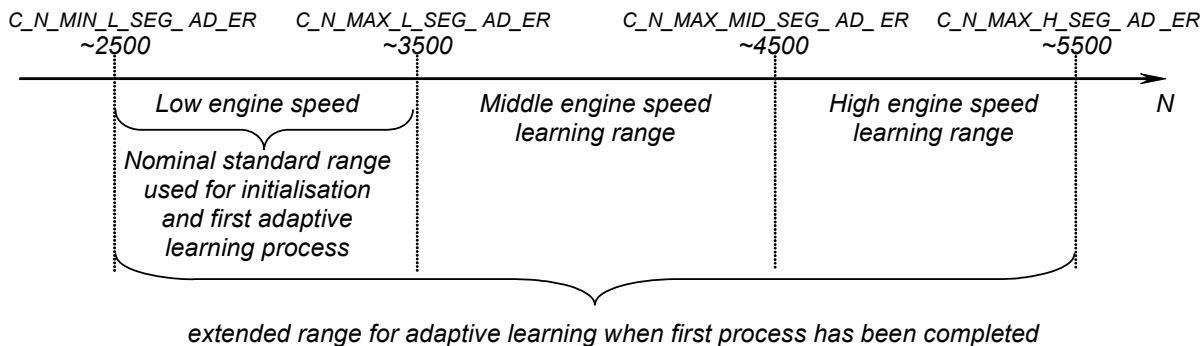 C_N_MIN_L_SEG_ AD_ER C_N_MAX_L_SEG_ AD_ER C_N_MAX_MID_SEG_ AD_ER C_N_MAX_H_SEG_ AD _ER
~2500 ~3500 ~4500 ~5500
Low engine speed Middle engine speed High engine speed N
learning range learning range
Nominal standard range
used for initialisation
and first adaptive
learning process
extended range for adaptive learning when first process has been completed